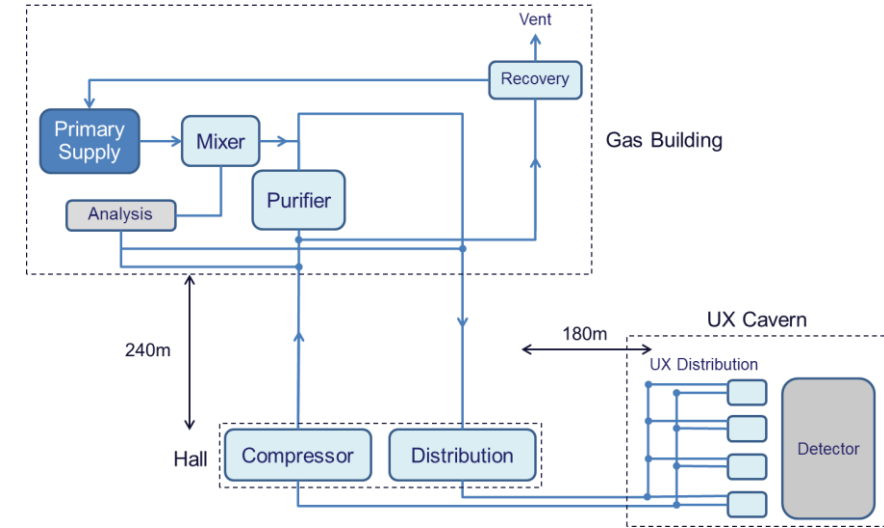 Vent
Recovery
Primary
Supply
Mixer
Gas Building
Purifier
Analysis
240m
180m
UX Cavern
UX Distribution
Hall
Compressor
Distribution
Detector